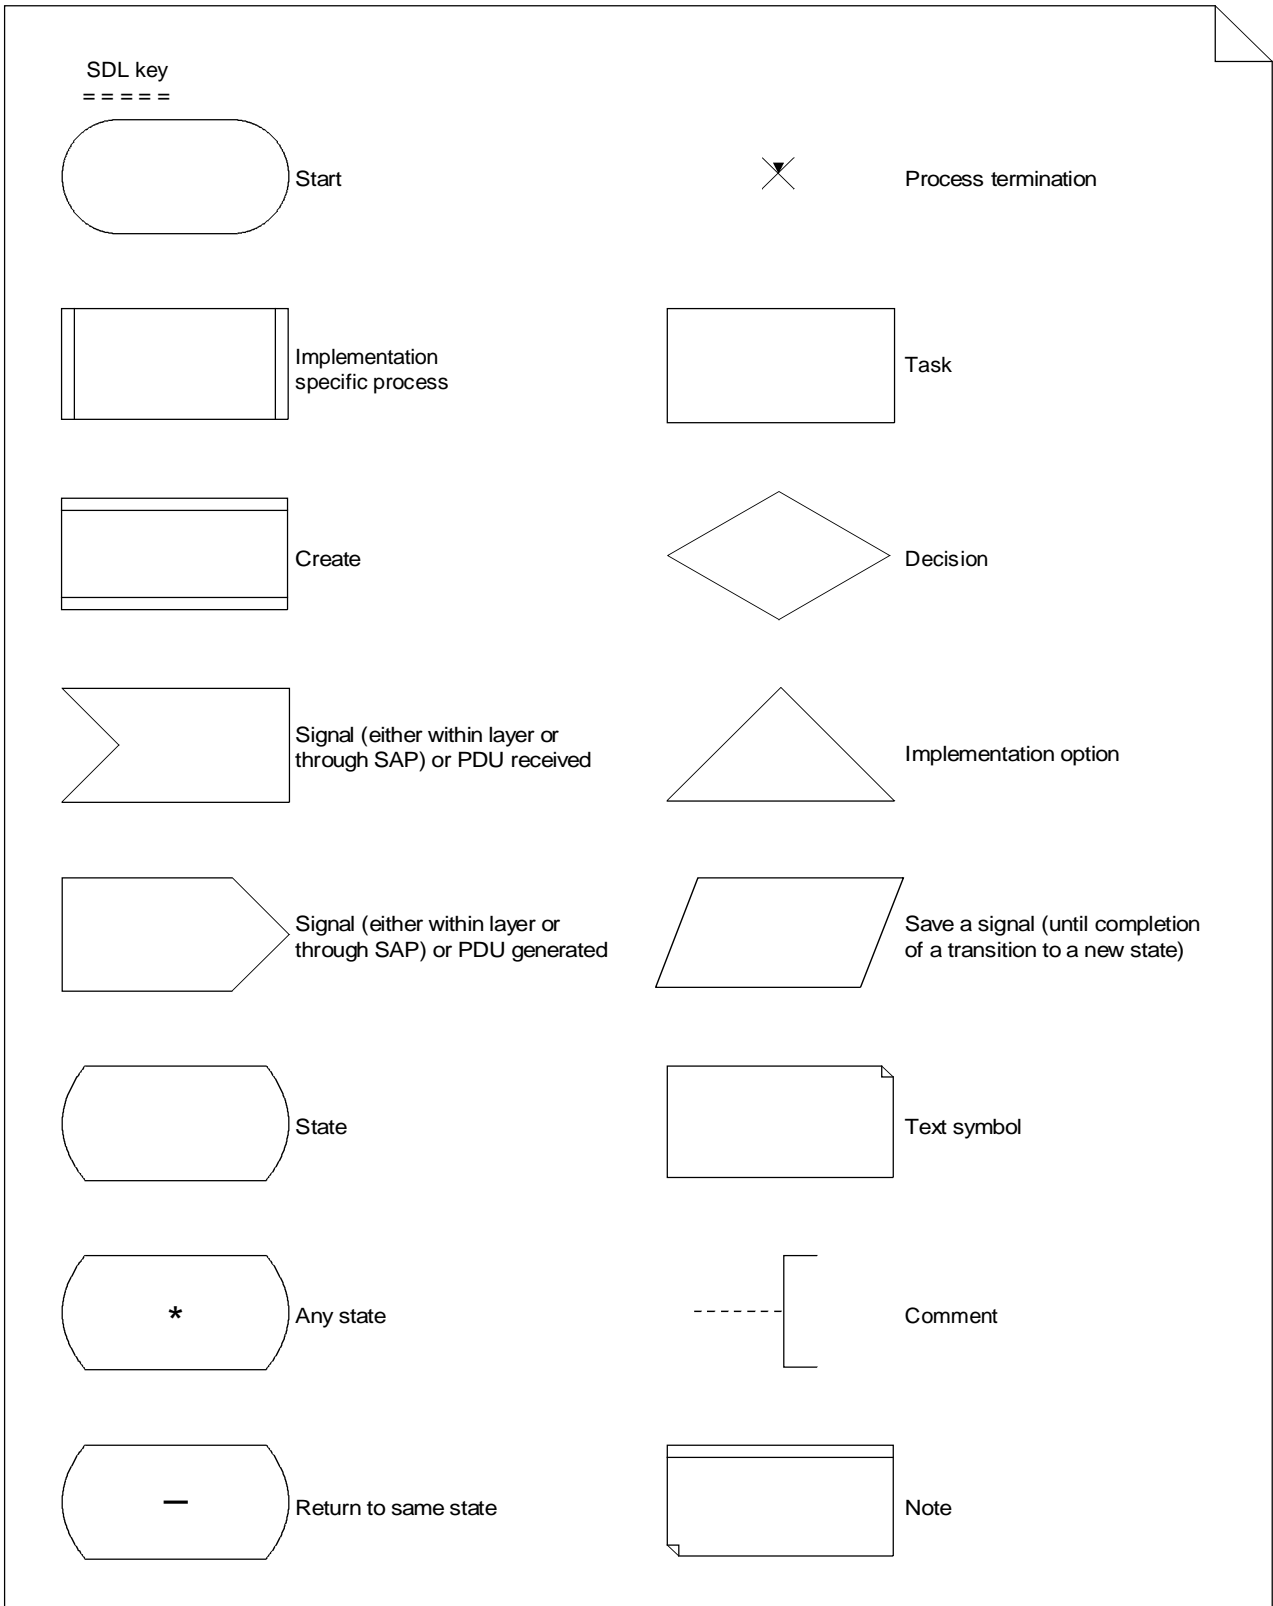 SDL key
= = = = =
Start
Process termination
Implementation
specific process
Task
Create
Decision
Signal (either within layer or
through SAP) or PDU received
Implementation option
Signal (either within layer or
through SAP) or PDU generated
Save a signal (until completion
of a transition to a new state)
State
Text symbol
*
Any state
Comment
–
Return to same state
Note